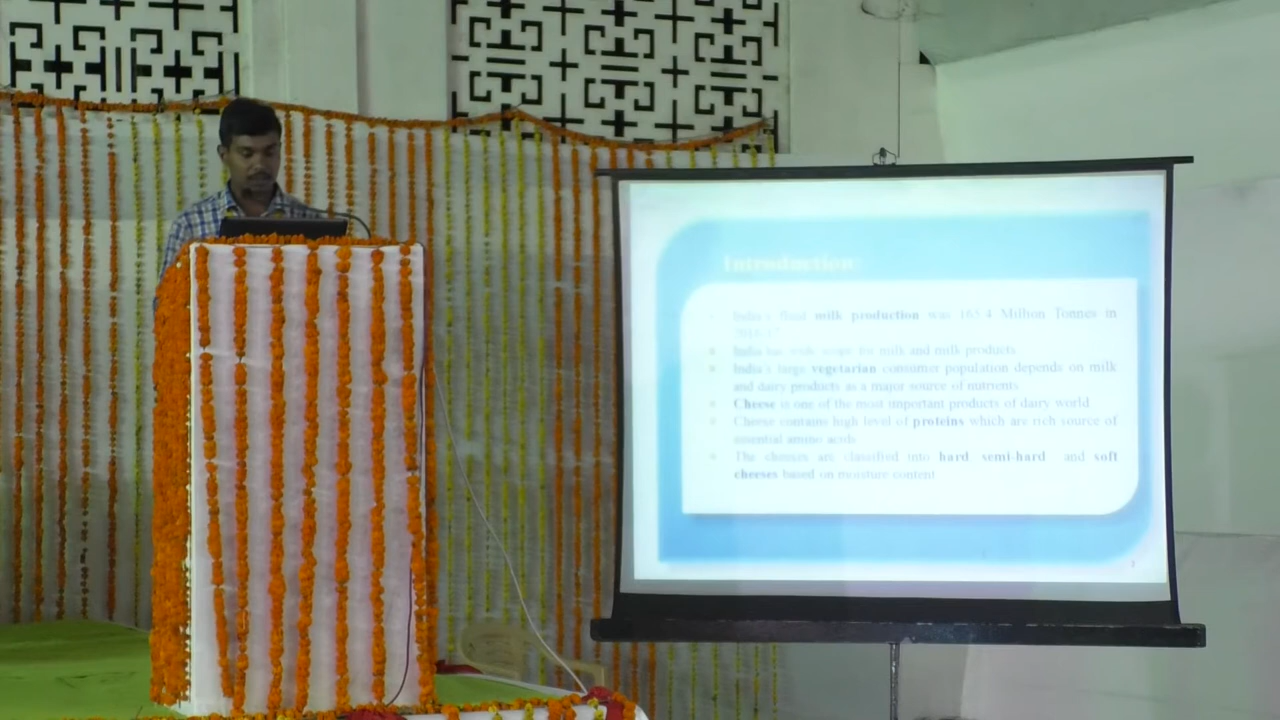 Introduction
India's fluid milk production was 165.4 Million Tonnes in
India has wide scope for milk and milk products
India's large vegetarian consumer population depends on milk
and dairy products as a major source of nutrients
Cheese is one of the most important products of dairy world
Cheese contains high level of proteins which are rich source of
essential amino acids
The cheeses are classified into hard semi-hard and soft
cheeses based on moisture content